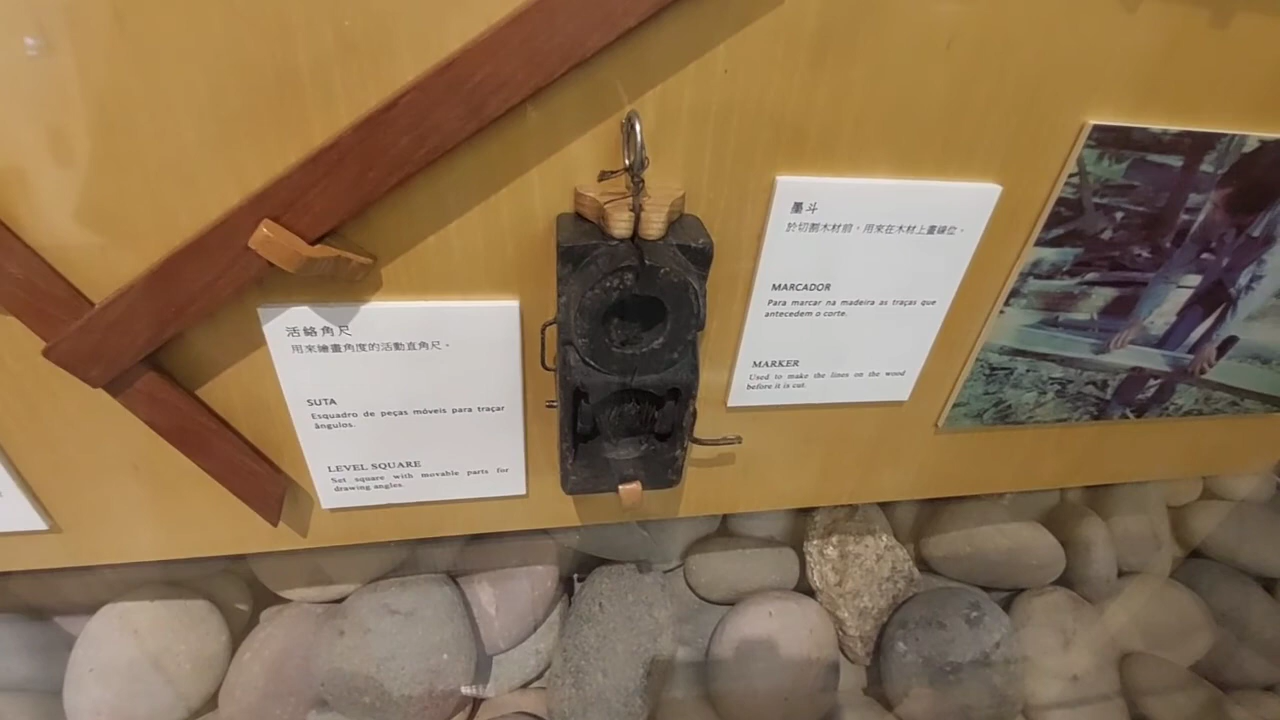 活絡角尺
用來繪畫角度的活動直角尺。
SUTA
Esquadro de peças móveis para traçar
ângulos.
LEVEL SQUARE
Set square with movable parts for
drawing angles.
墨斗
於切割木材前，用來在木材上畫線位。
MARCADOR
Para marcar na madeira as traças que
antecedem o corte.
MARKER
Used to make the lines on the wood
before it is cut.